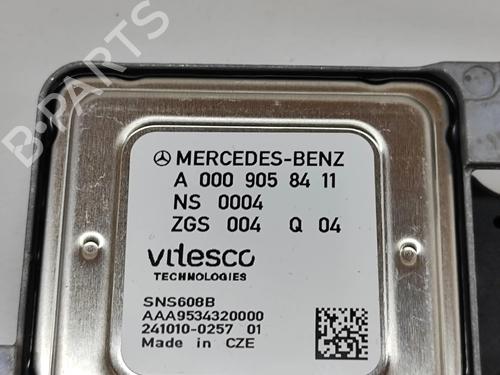 B-PARTS
MERCEDES-BENZ
A 000 905 84 11
NS 0004
ZGS 004 Q 04
vitesco
TECHNOLOGIES
SNS608B
AAA9534320000
241010-0257 01
Made in CZE